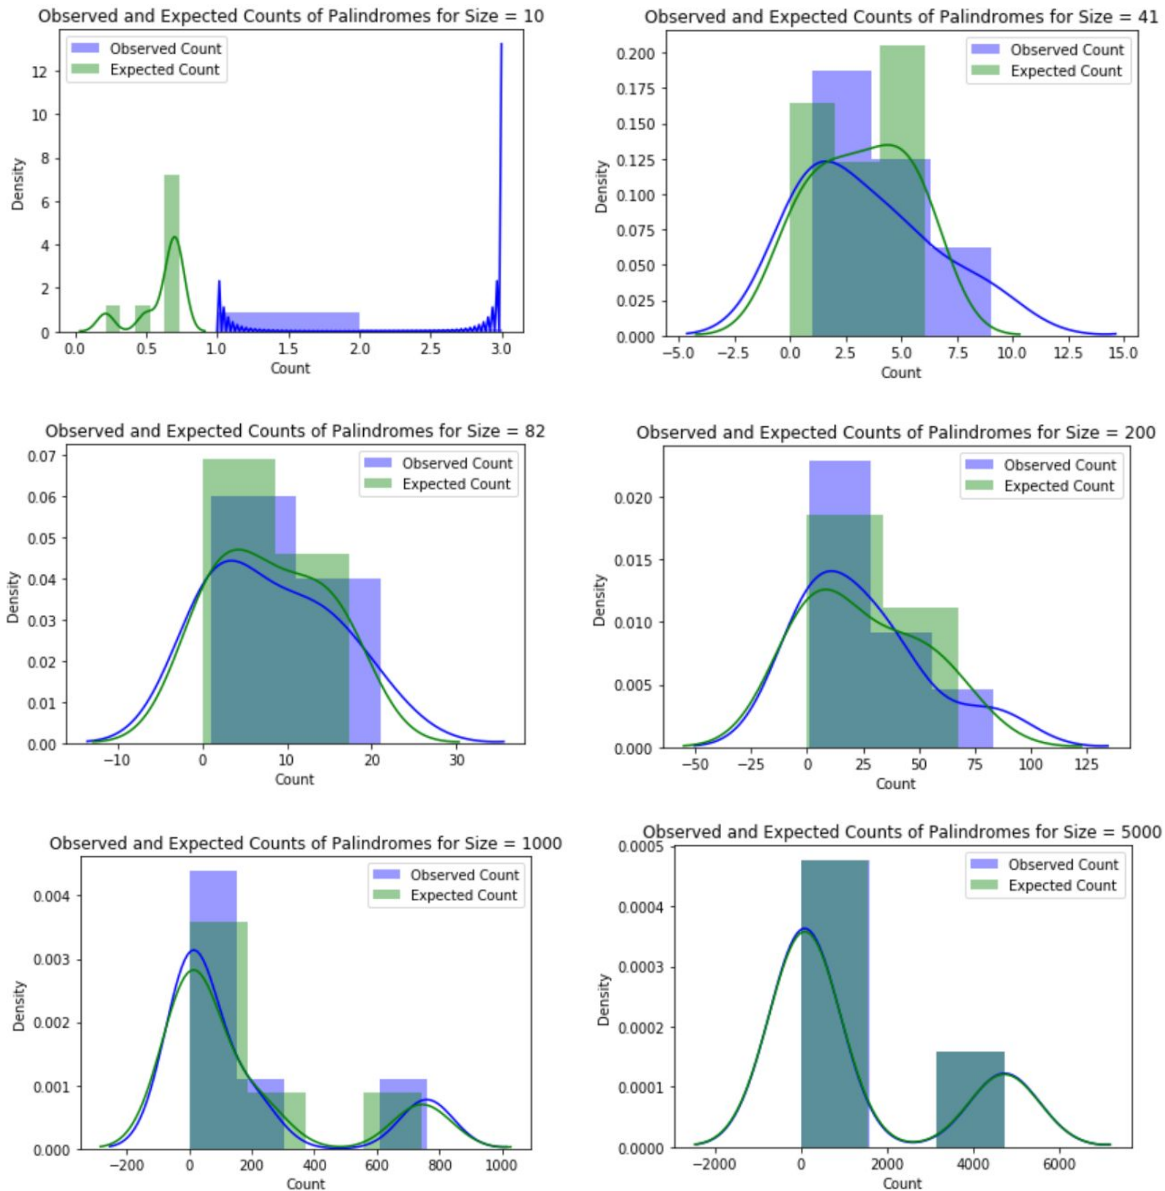 Observed and Expected Counts of Palindromes for Size = 10
Observed Count
Expected Count
12
10
8
6
4
2
0
Density
0.0 0.5 1.0 1.5 2.0 2.5 3.0
Count
Observed and Expected Counts of Palindromes for Size = 41
Observed Count
Expected Count
0.200
0.175
0.150
0.125
0.100
0.075
0.050
0.025
0.000
Density
−5.0 −2.5 0.0 2.5 5.0 7.5 10.0 12.5 15.0
Count
Observed and Expected Counts of Palindromes for Size = 82
Observed Count
Expected Count
0.07
0.06
0.05
0.04
0.03
0.02
0.01
0.00
Density
−10 0 10 20 30
Count
Observed and Expected Counts of Palindromes for Size = 200
Observed Count
Expected Count
0.020
0.015
0.010
0.005
0.000
Density
−50 −25 0 25 50 75 100 125
Count
Observed and Expected Counts of Palindromes for Size = 1000
Observed Count
Expected Count
0.004
0.003
0.002
0.001
0.000
Density
−200 0 200 400 600 800 1000
Count
Observed and Expected Counts of Palindromes for Size = 5000
Observed Count
Expected Count
0.0005
0.0004
0.0003
0.0002
0.0001
0.0000
Density
−2000 0 2000 4000 6000
Count